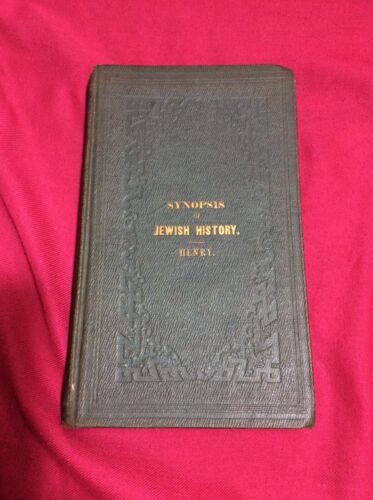 SYNOPSIS
OF
JEWISH HISTORY.
HENRY.